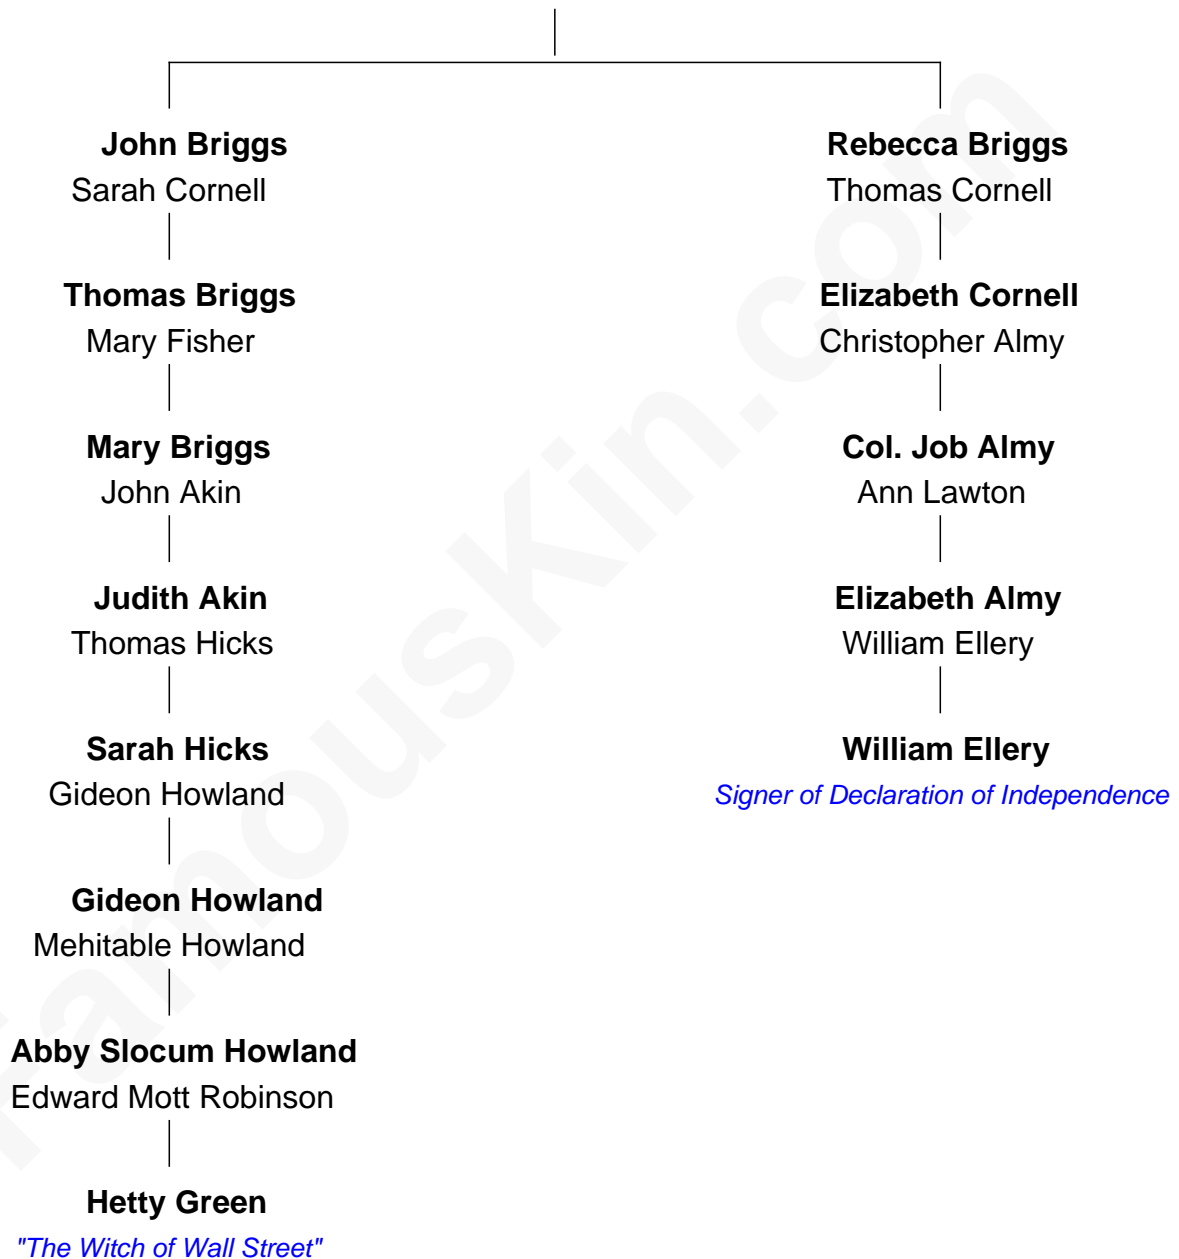 John Briggs
Sarah Cornell
Thomas Briggs
Mary Fisher
Mary Briggs
John Akin
Judith Akin
Thomas Hicks
Sarah Hicks
Gideon Howland
Gideon Howland
Mehitable Howland
Abby Slocum Howland
Edward Mott Robinson
Hetty Green
"The Witch of Wall Street"
Rebecca Briggs
Thomas Cornell
Elizabeth Cornell
Christopher Almy
Col. Job Almy
Ann Lawton
Elizabeth Almy
William Ellery
William Ellery
Signer of Declaration of Independence
FamousKin.com